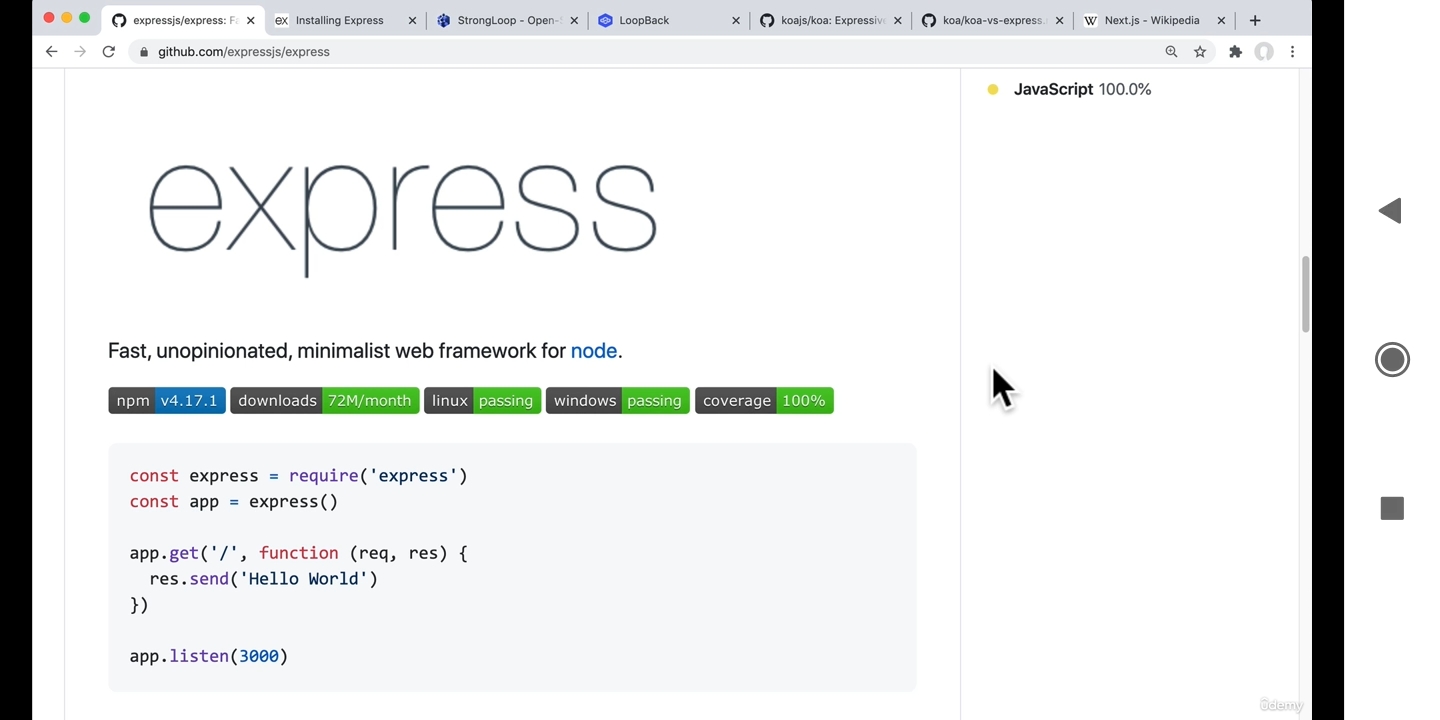 expressjs/express: F
Installing Express
StrongLoop - Open-
LoopBack
koajs/koa: Expressiv
koa/koa-vs-express.
Next.js - Wikipedia
github.com/expressjs/express
JavaScript 100.0%
express
Fast, unopinionated, minimalist web framework for node.
npm v4.17.1 downloads 72M/month linux passing windows passing coverage 100%
const express = require('express')
const app = express()
app.get('/', function (req, res) {
  res.send('Hello World')
})
app.listen(3000)
ûdemy